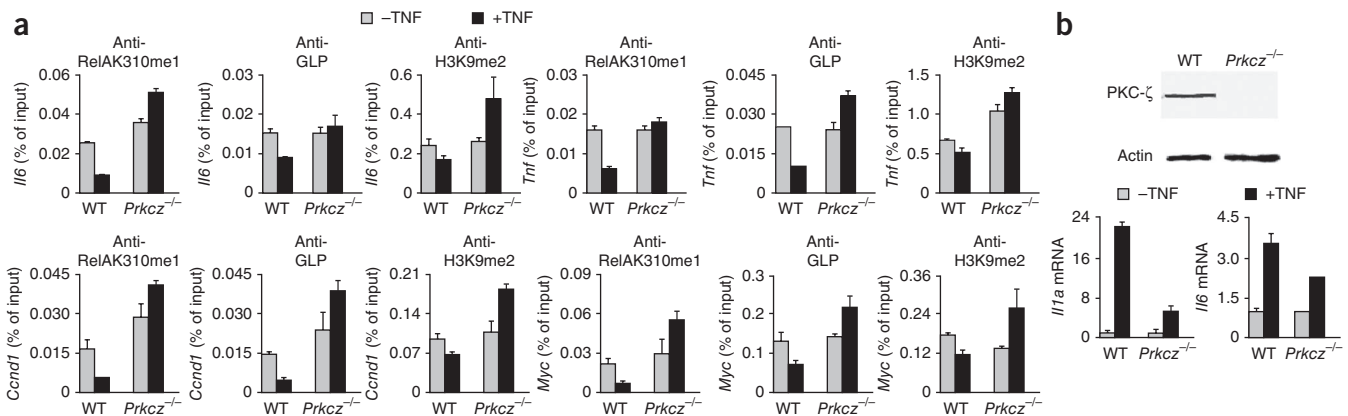 a
–TNF +TNF
Anti-
RelAK310me1
Il6 (% of input)
0.06
0.04
0.02
0
WT Prkcz–/–
Anti-
GLP
Il6 (% of input)
0.03
0.02
0.01
0
WT Prkcz–/–
Anti-
H3K9me2
Il6 (% of input)
0.6
0.4
0.2
0
WT Prkcz–/–
Anti-
RelAK310me1
Tnf (% of input)
0.03
0.02
0.01
0
WT Prkcz–/–
Anti-
GLP
Tnf (% of input)
0.045
0.030
0.015
0
WT Prkcz–/–
Anti-
H3K9me2
Tnf (% of input)
1.8
1.2
0.6
0
WT Prkcz–/–
Anti-
RelAK310me1
Ccnd1 (% of input)
0.045
0.03
0.015
0
WT Prkcz–/–
Anti-
GLP
Ccnd1 (% of input)
0.045
0.03
0.015
0
WT Prkcz–/–
Anti-
H3K9me2
Ccnd1 (% of input)
0.21
0.14
0.07
0
WT Prkcz–/–
Anti-
RelAK310me1
Myc (% of input)
0.09
0.06
0.03
0
WT Prkcz–/–
Anti-
GLP
Myc (% of input)
0.3
0.2
0.1
0
WT Prkcz–/–
Anti-
H3K9me2
Myc (% of input)
0.36
0.24
0.12
0
WT Prkcz–/–
b
WT Prkcz–/–
PKC-ζ
Actin
–TNF +TNF
Il1a mRNA
24
16
8
0
WT Prkcz–/–
Il6 mRNA
4.5
3.0
1.5
0
WT Prkcz–/–